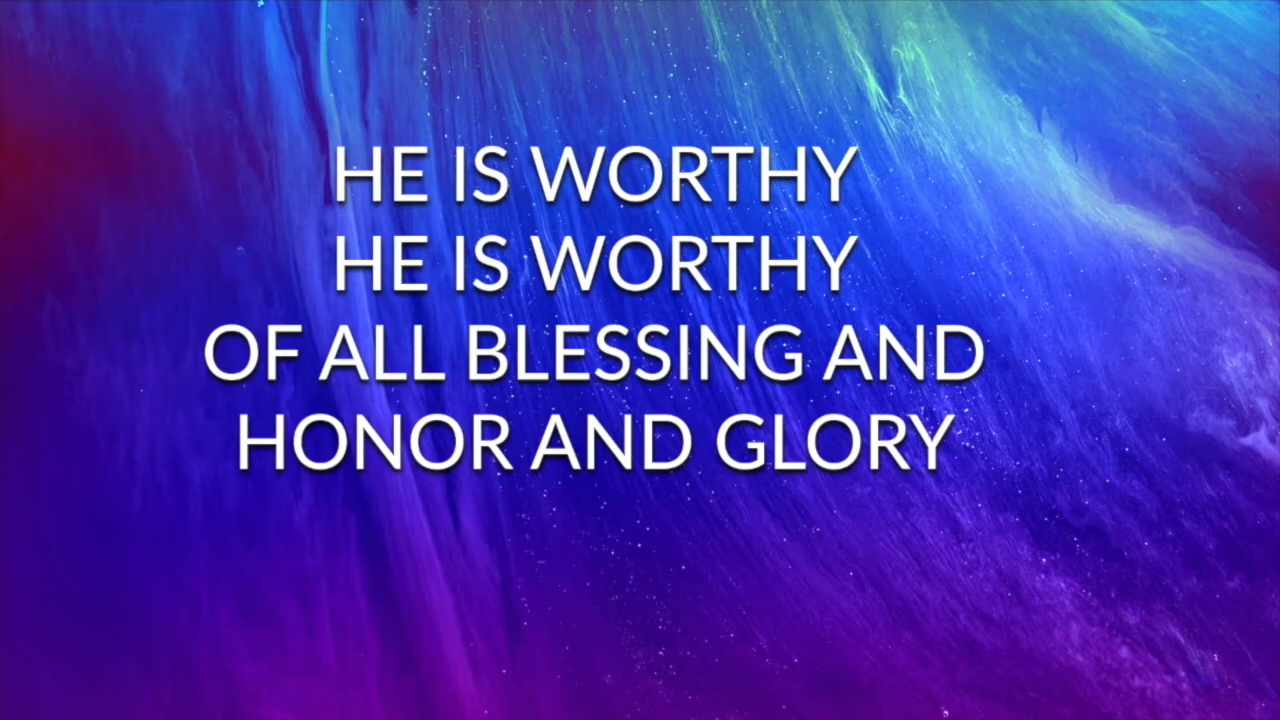 HE IS WORTHY
HE IS WORTHY
OF ALL BLESSING AND
HONOR AND GLORY